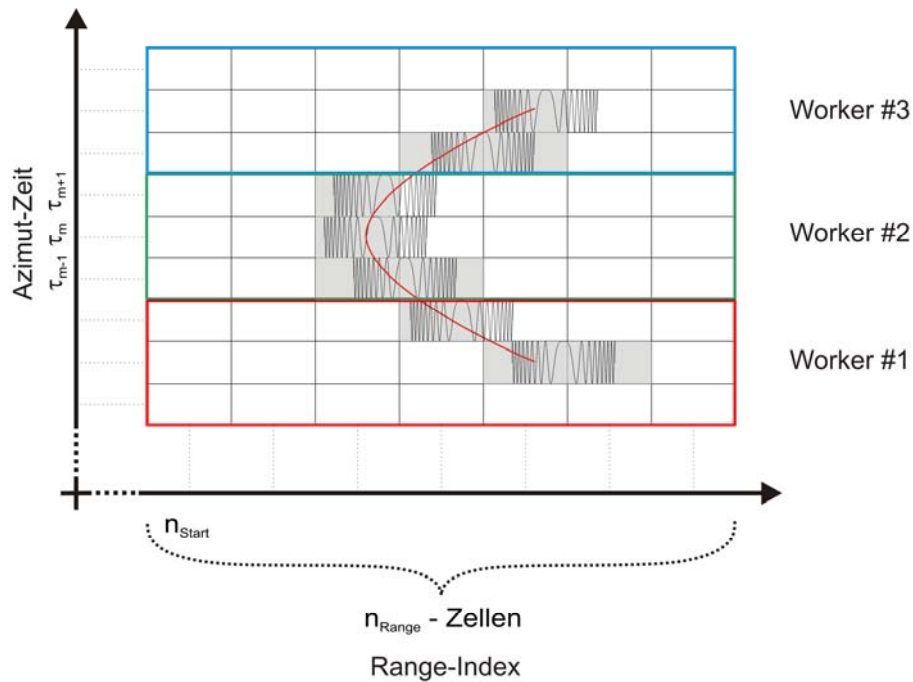 Worker #3
Worker #2
Worker #1
Azimut-Zeit
τm-1 τm τm+1
nStart
nRange - Zellen
Range-Index